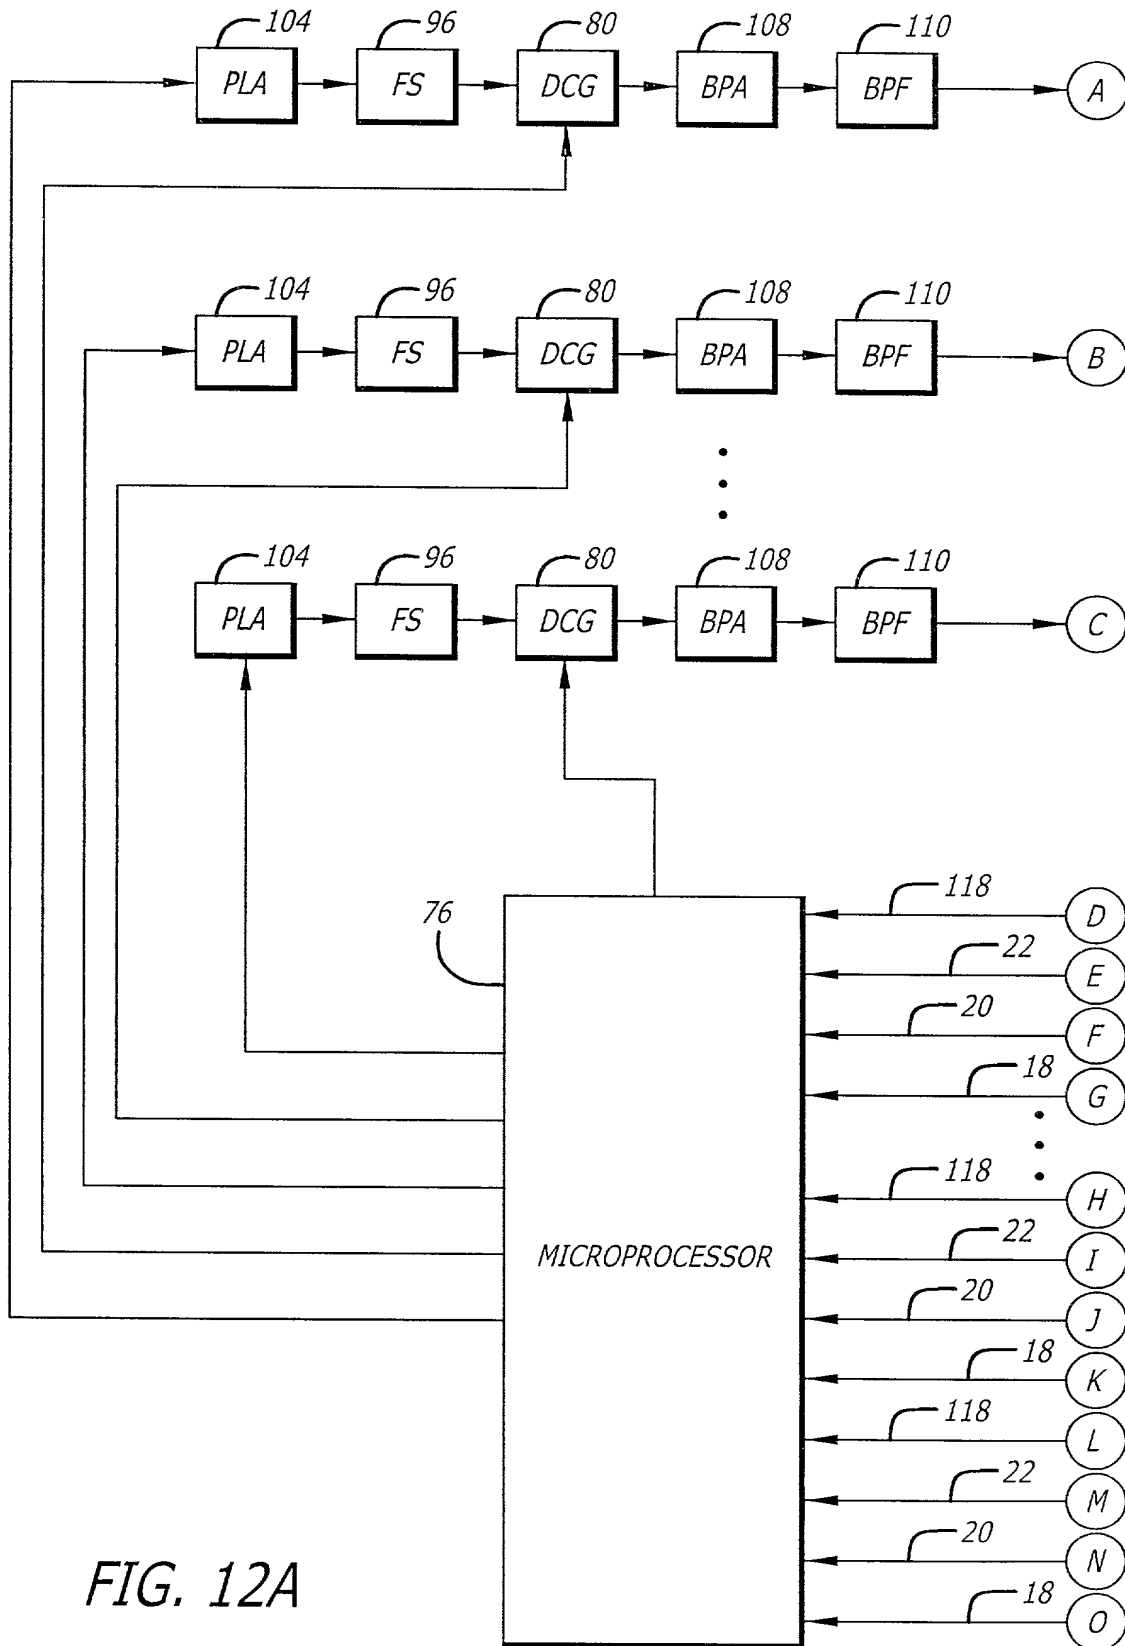 104 96 80 108 110
PLA FS DCG BPA BPF A
104 96 80 108 110
PLA FS DCG BPA BPF B
104 96 80 108 110
PLA FS DCG BPA BPF C
118 D
76
22 E
20 F
18 G
118 H
22 I
MICROPROCESSOR
20 J
18 K
118 L
22 M
20 N
18 O
FIG. 12A